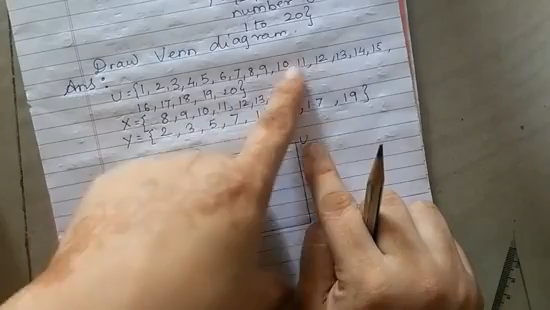 number
1 to 20}
Draw Venn diagram.
Ans:
U={1, 2, 3, 4, 5, 6, 7, 8, 9, 10, 11, 12, 13, 14, 15,
16, 17, 18, 19, 20}
X={ 8, 9, 10, 11, 12, 13,
Y={ 2, 3, 5, 7, 17, 19}
U